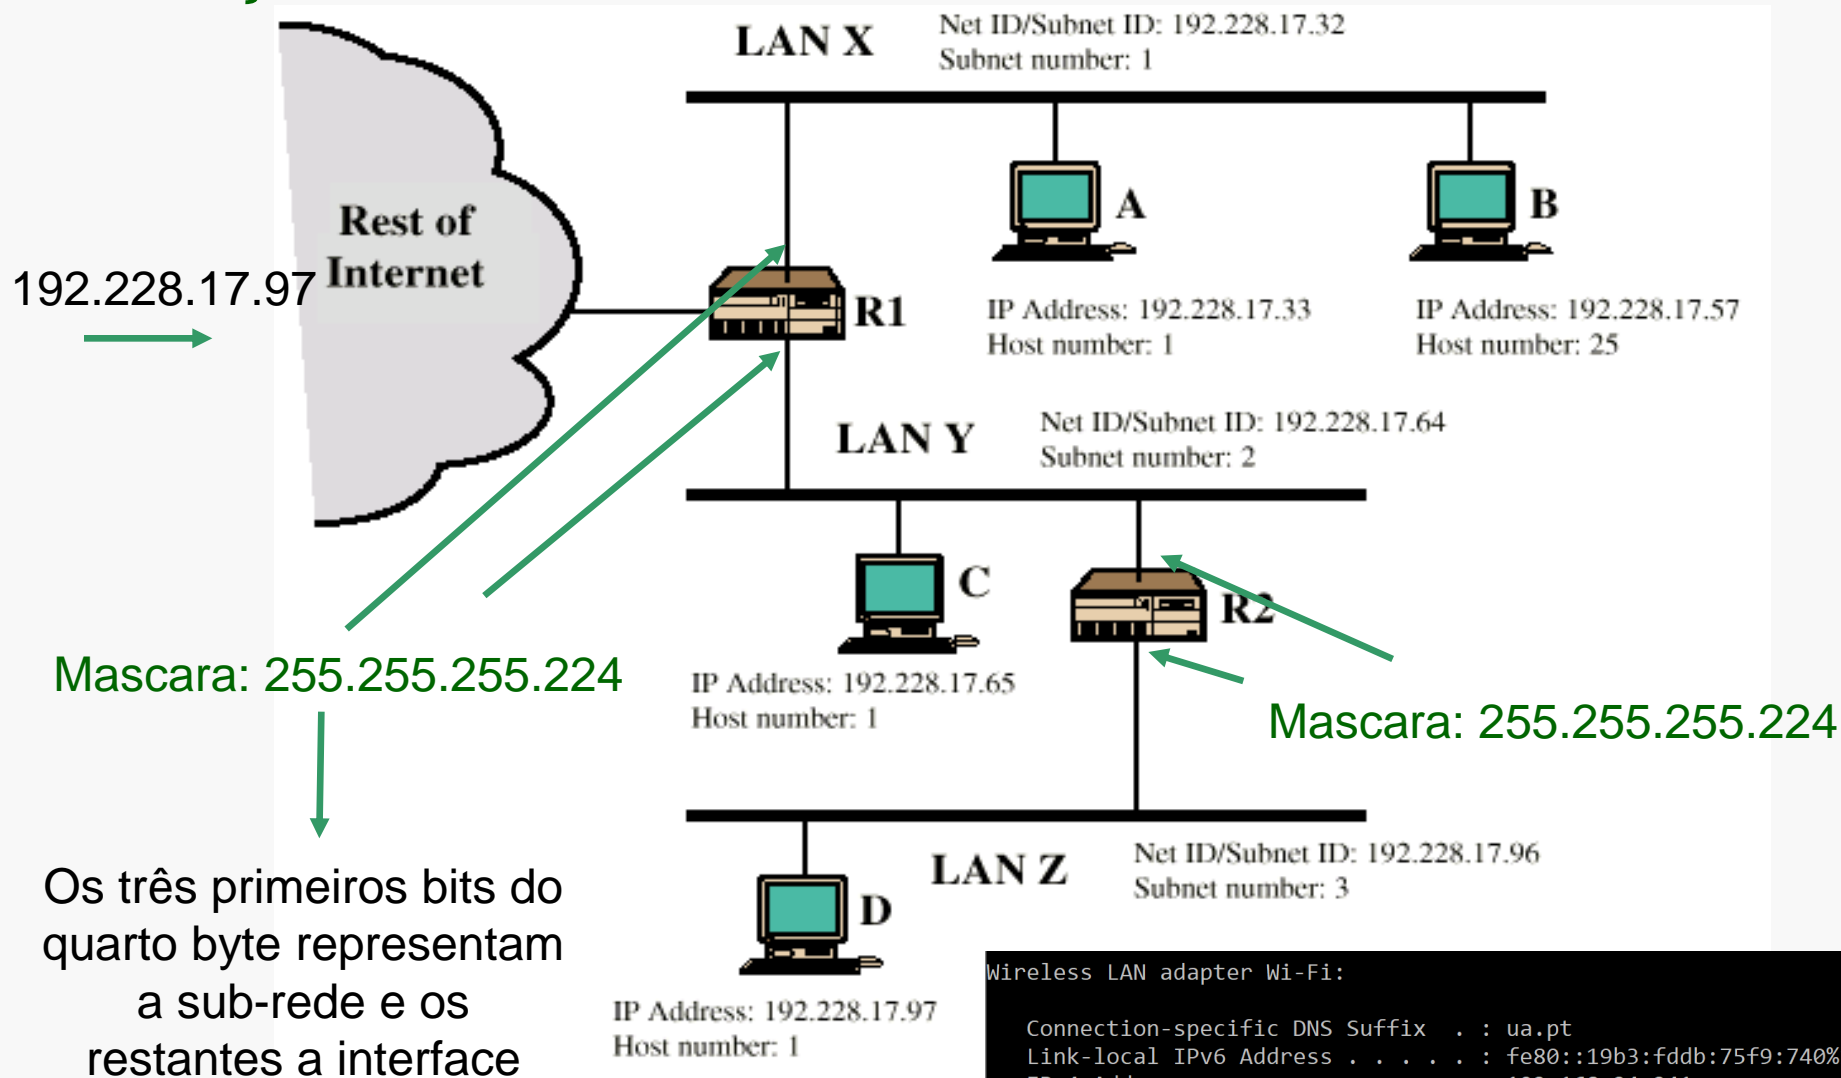 LAN X
Net ID/Subnet ID: 192.228.17.32
Subnet number: 1
Rest of
Internet
192.228.17.97
R1
A
IP Address: 192.228.17.33
Host number: 1
B
IP Address: 192.228.17.57
Host number: 25
LAN Y
Net ID/Subnet ID: 192.228.17.64
Subnet number: 2
C
IP Address: 192.228.17.65
Host number: 1
R2
Mascara: 255.255.255.224
Mascara: 255.255.255.224
Os três primeiros bits do
quarto byte representam
a sub-rede e os
restantes a interface
LAN Z
Net ID/Subnet ID: 192.228.17.96
Subnet number: 3
D
IP Address: 192.228.17.97
Host number: 1
Wireless LAN adapter Wi-Fi:
Connection-specific DNS Suffix . : ua.pt
Link-local IPv6 Address . . . . . : fe80::19b3:fddb:75f9:740%